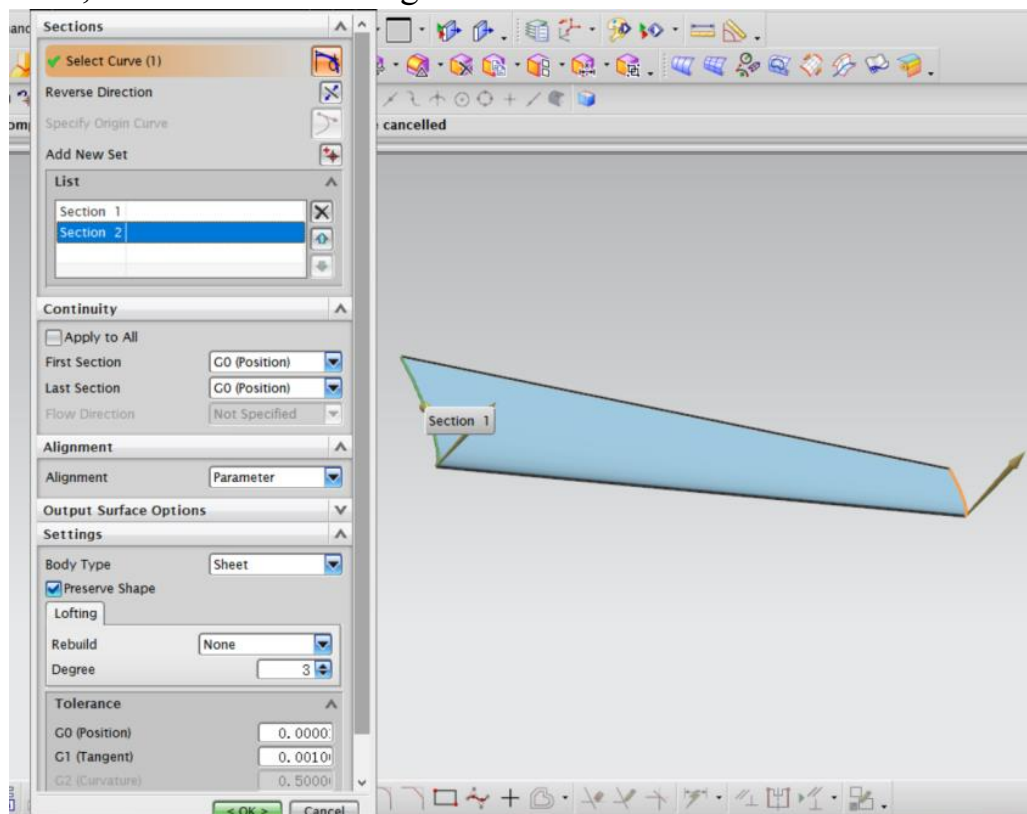 Sections
Select Curve (1)
Reverse Direction
Specify Origin Curve
cancelled
Add New Set
List
Section 1
Section 2
Continuity
Apply to All
First Section G0 (Position)
Last Section G0 (Position)
Flow Direction Not Specified
Section 1
Alignment
Alignment Parameter
Output Surface Options
Settings
Body Type Sheet
Preserve Shape
Lofting
Rebuild None
Degree 3
Tolerance
G0 (Position) 0.0000
G1 (Tangent) 0.0010
G2 (Curvature) 0.5000
< OK > Cancel